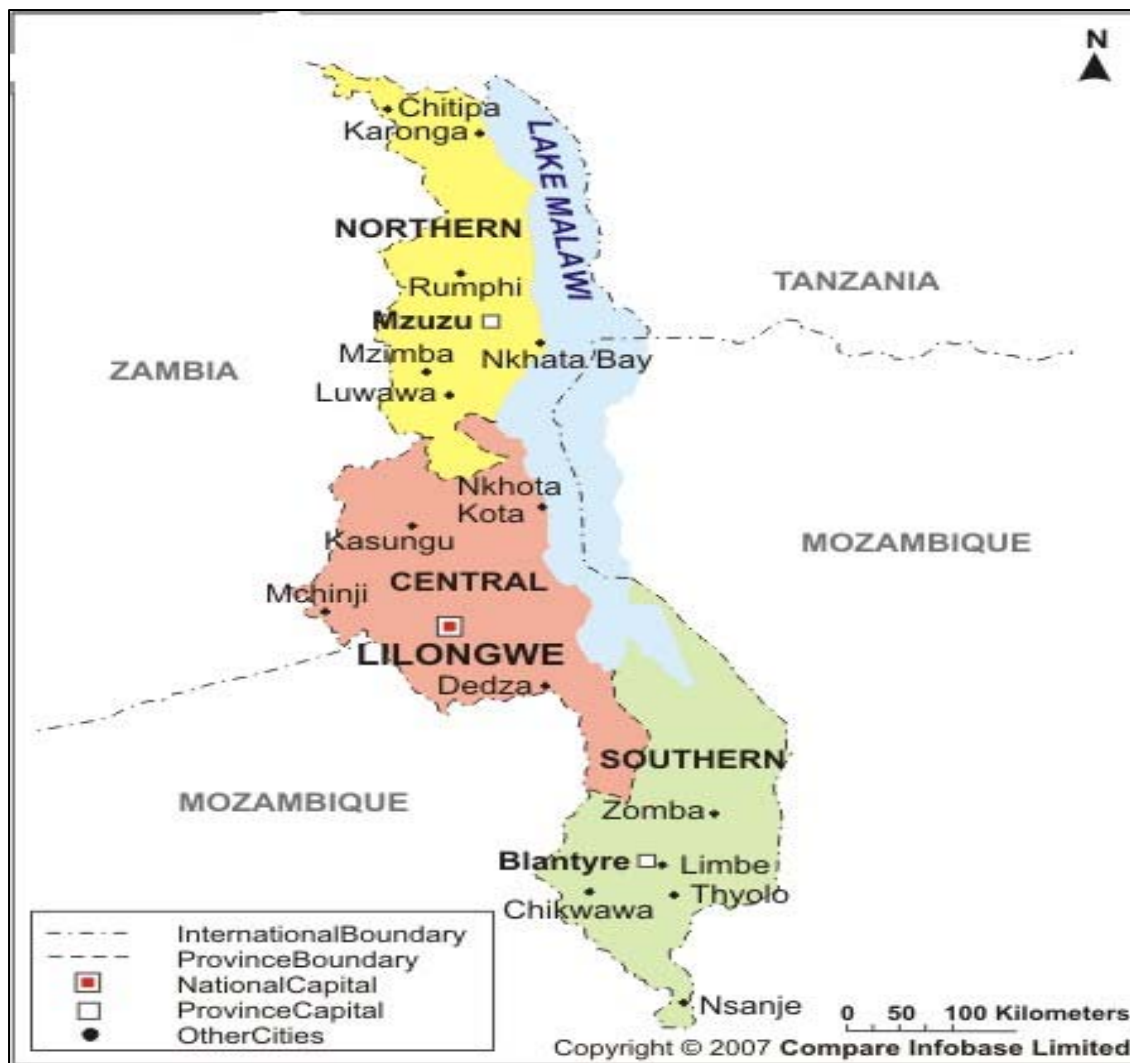 N
Chitipa
Karonga
LAKE MALAWI
NORTHERN
Rumphi
TANZANIA
Mzuzu
Mzimba
Nkhata Bay
ZAMBIA
Luwawa
Nkhota
Kota
Kasungu
MOZAMBIQUE
CENTRAL
Mchinji
LILONGWE
Dedza
SOUTHERN
MOZAMBIQUE
Zomba
Blantyre
Limbe
Thyolo
Chikwawa
Nsanje
InternationalBoundary
ProvinceBoundary
NationalCapital
ProvinceCapital
OtherCities
0 50 100 Kilometers
Copyright © 2007 Compare Infobase Limited